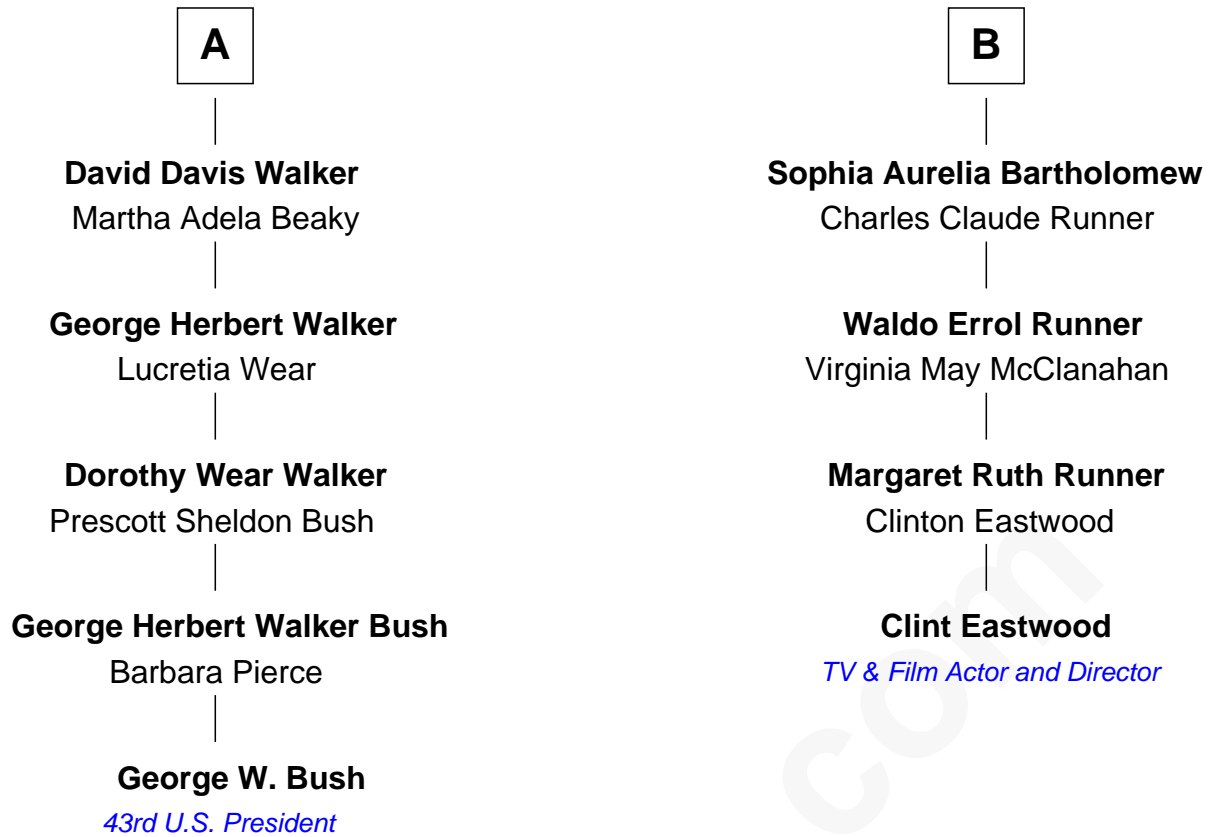 A
David Davis Walker
Martha Adela Beaky
George Herbert Walker
Lucretia Wear
Dorothy Wear Walker
Prescott Sheldon Bush
George Herbert Walker Bush
Barbara Pierce
George W. Bush
43rd U.S. President
B
Sophia Aurelia Bartholomew
Charles Claude Runner
Waldo Errol Runner
Virginia May McClanahan
Margaret Ruth Runner
Clinton Eastwood
Clint Eastwood
TV & Film Actor and Director
com